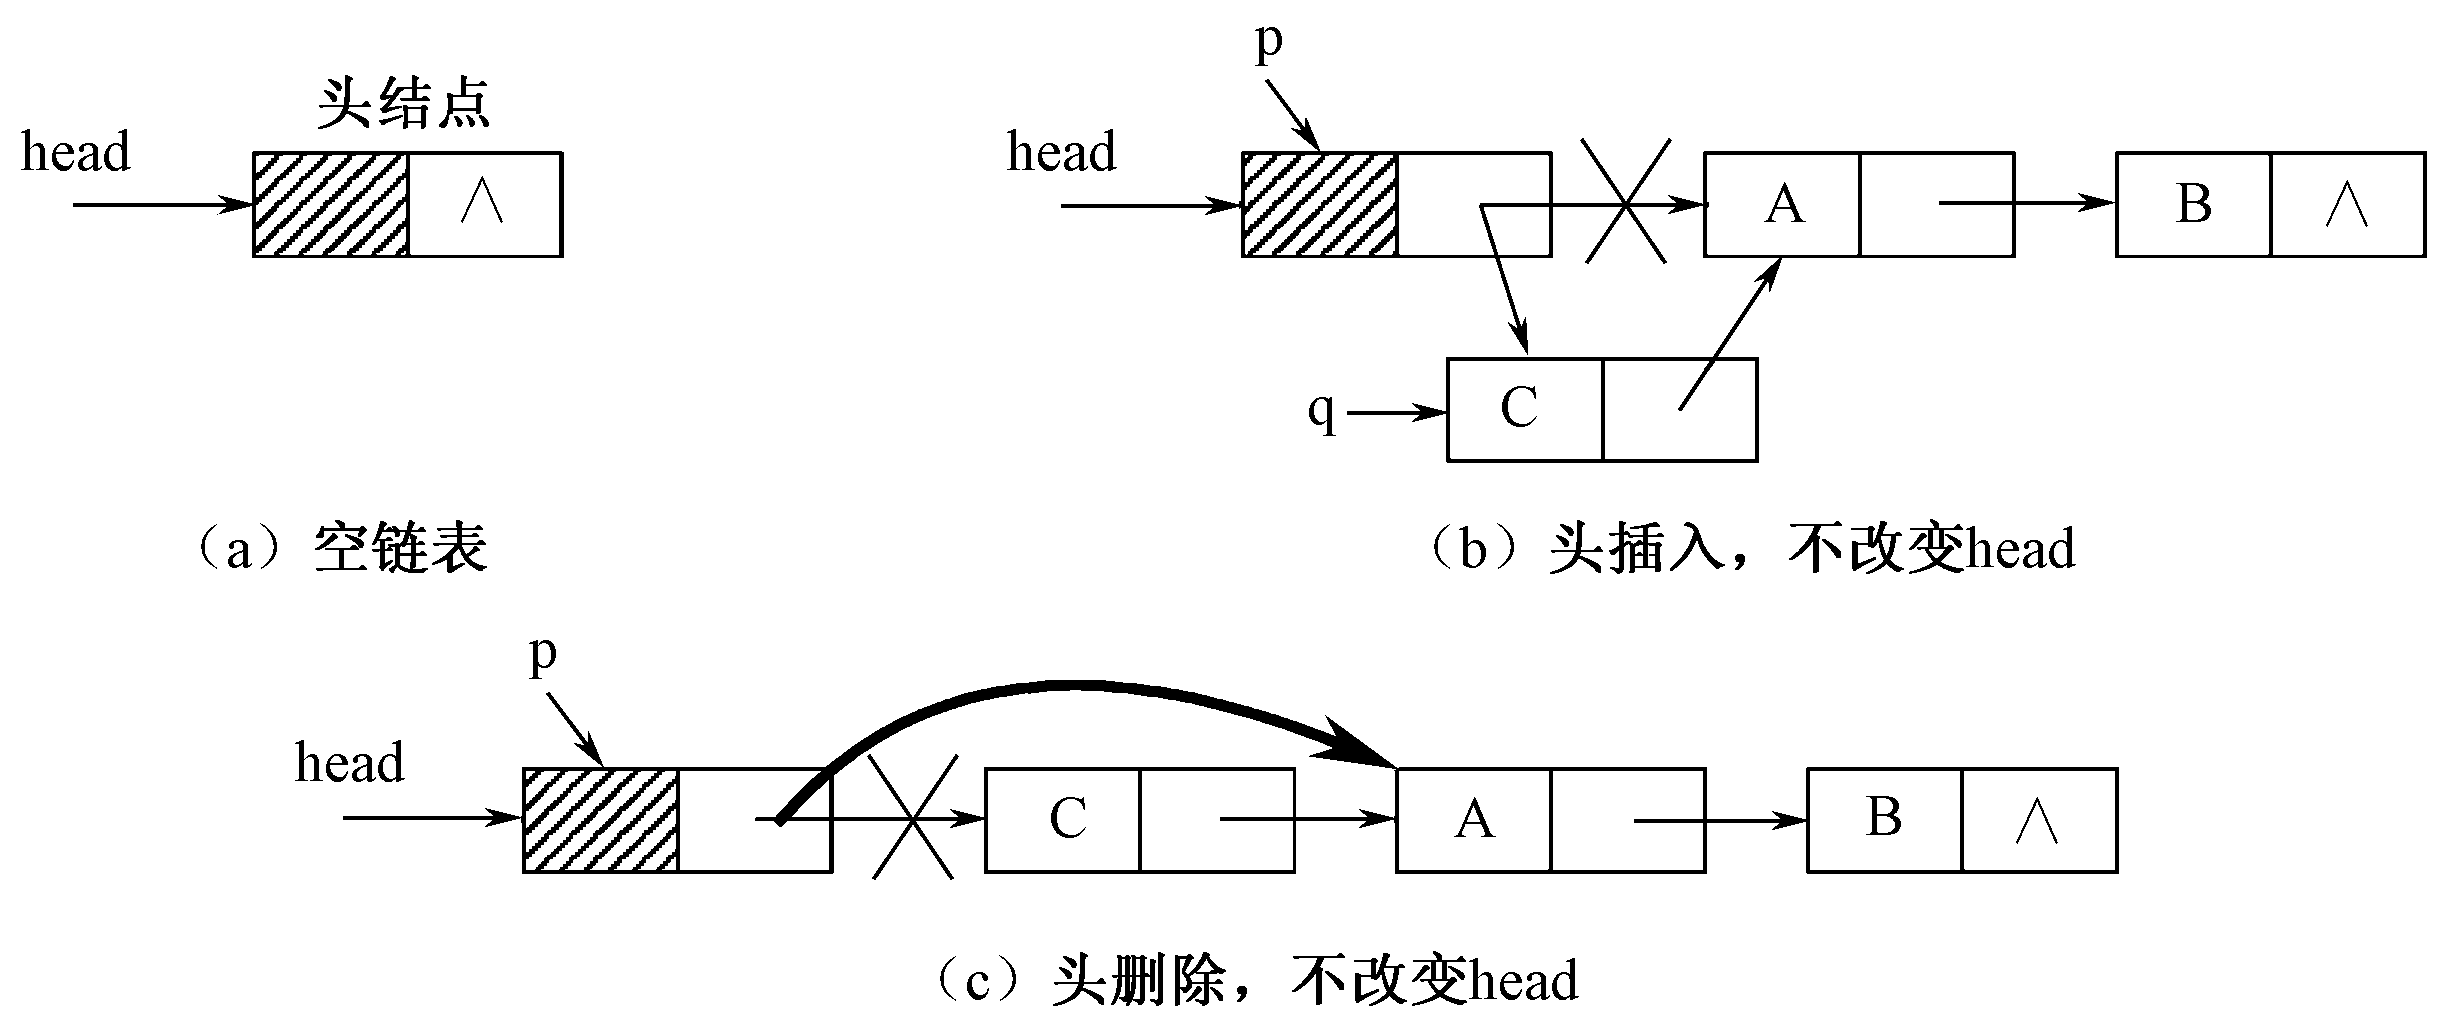 头结点
head
∧
(a) 空链表
p
head
A
B
∧
q
C
(b) 头插入，不改变head
p
head
C
A
B
∧
(c) 头删除，不改变head